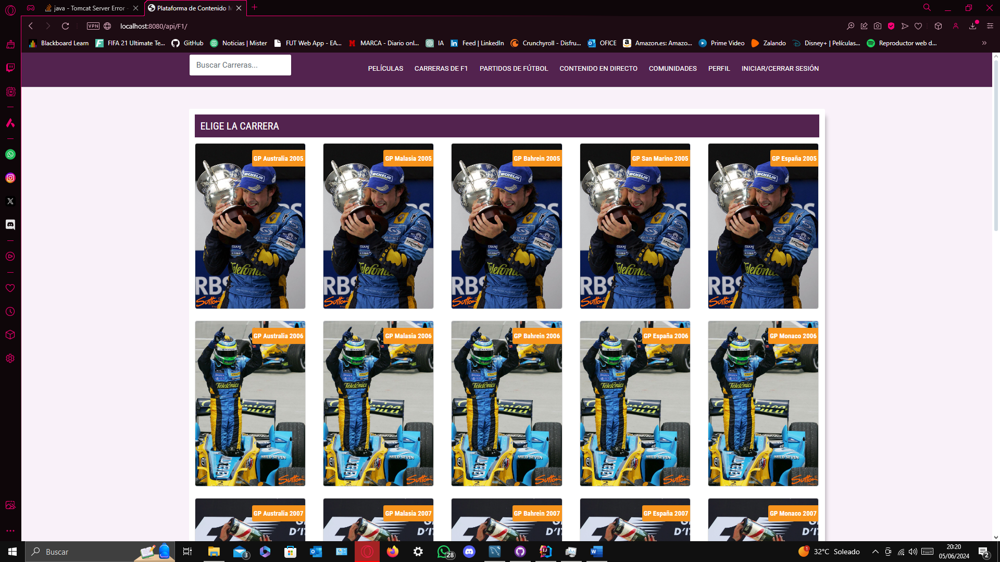 java - Tomcat Server Error -
Plataforma de Contenido M
VPN
localhost:8080/api/F1/
Blackboard Learn
FIFA 21 Ultimate Te...
GitHub
Noticias | Mister
FUT Web App - EA...
MARCA - Diario onl...
IA
Feed | LinkedIn
Crunchyroll - Disfru...
OFICE
Amazon.es: Amazo...
Prime Video
Zalando
Disney+ | Películas...
Reproductor web d...
Buscar Carreras...
PELÍCULAS
CARRERAS DE F1
PARTIDOS DE FÚTBOL
CONTENIDO EN DIRECTO
COMUNIDADES
PERFIL
INICIAR/CERRAR SESIÓN
ELIGE LA CARRERA
GP Australia 2005
GP Malasia 2005
GP Bahrein 2005
GP San Marino 2005
GP España 2005
GP Australia 2006
GP Malasia 2006
GP Bahrein 2006
GP España 2006
GP Monaco 2006
GP Australia 2007
GP Malasia 2007
GP Bahrein 2007
GP España 2007
GP Monaco 2007
Buscar
3
28
32°C Soleado
20:20
05/06/2024
2